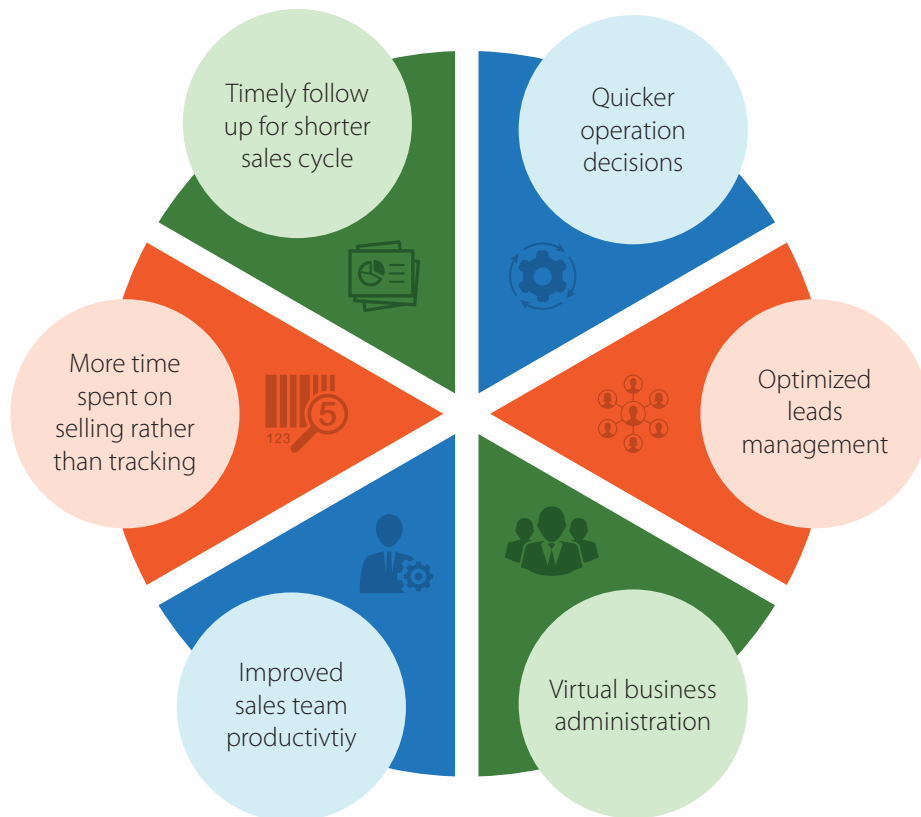 Timely follow
up for shorter
sales cycle
Quicker
operation
decisions
More time
spent on
selling rather
than tracking
5
123
Optimized
leads
management
Improved
sales team
productivtiy
Virtual business
administration